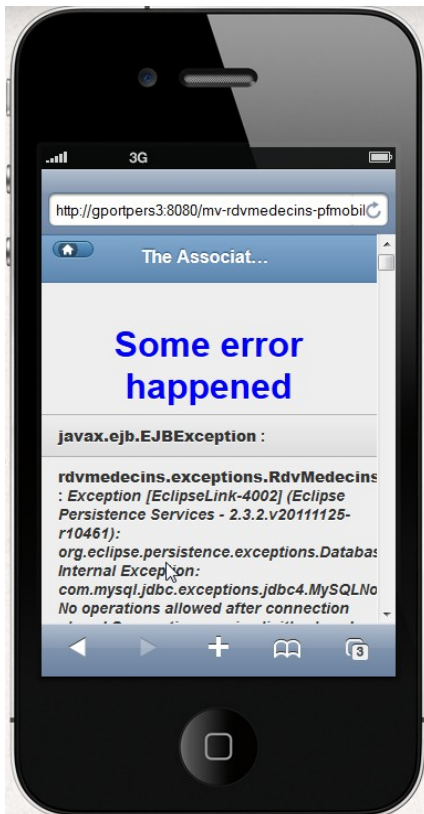 3G
http://gportpers3:8080/mv-rdvmedecins-pfmobil
The Associat...
Some error
happened
javax.ejb.EJBException :
rdvmedecins.exceptions.RdvMedecins
: Exception [EclipseLink-4002] (Eclipse
Persistence Services - 2.3.2.v20111125-
r10461):
org.eclipse.persistence.exceptions.Databas
Internal Exception:
com.mysql.jdbc.exceptions.jdbc4.MySQLNo
No operations allowed after connection
3